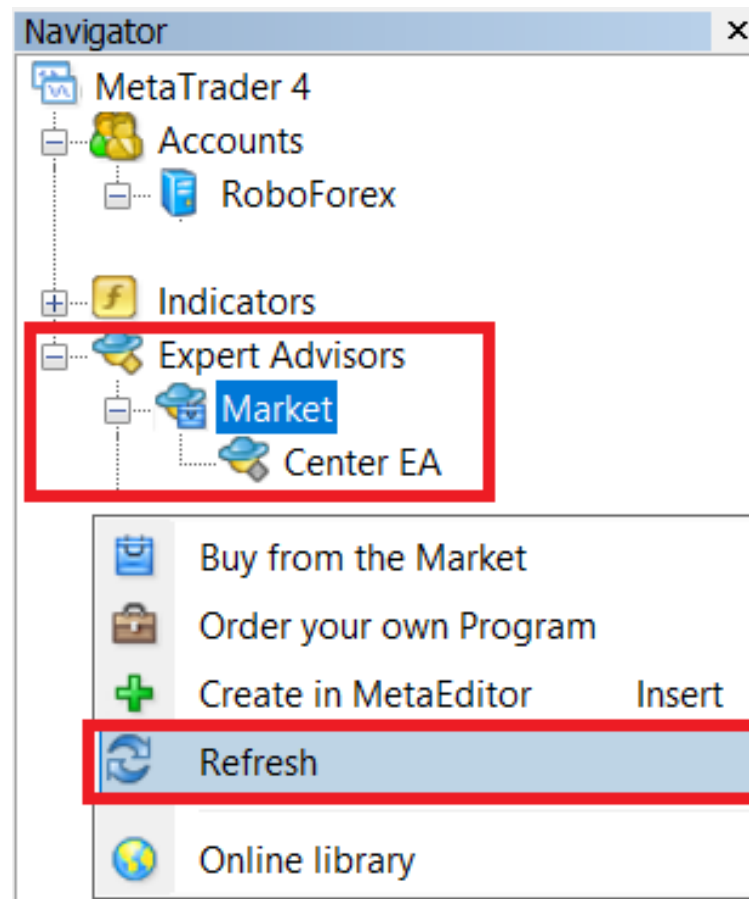 Navigator
MetaTrader 4
Accounts
RoboForex
Indicators
Expert Advisors
Market
Center EA
Buy from the Market
Order your own Program
Create in MetaEditor Insert
Refresh
Online library